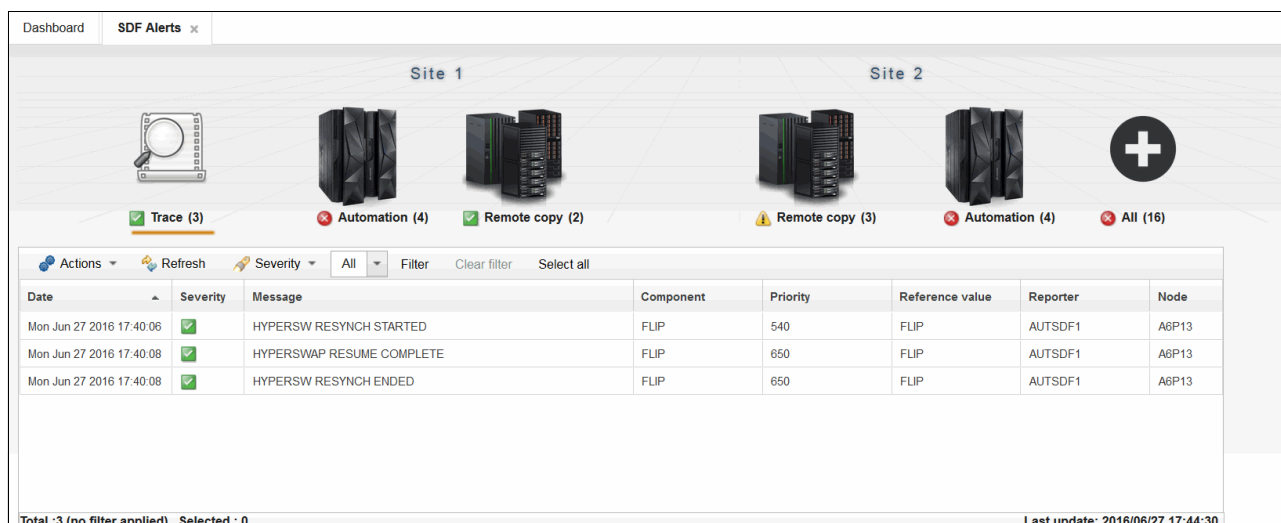 Dashboard SDF Alerts
Site 1 Site 2
Trace (3) Automation (4) Remote copy (2) Remote copy (3) Automation (4) All (16)
Actions Refresh Severity All Filter Clear filter Select all
Date Severity Message Component Priority Reference value Reporter Node
Mon Jun 27 2016 17:40:06 HYPERSW RESYNCH STARTED FLIP 540 FLIP AUTSDF1 A6P13
Mon Jun 27 2016 17:40:08 HYPERSWAP RESUME COMPLETE FLIP 650 FLIP AUTSDF1 A6P13
Mon Jun 27 2016 17:40:08 HYPERSW RESYNCH ENDED FLIP 650 FLIP AUTSDF1 A6P13
Total :3 (no filter applied) Selected : 0 Last update: 2016/06/27 17:44:30